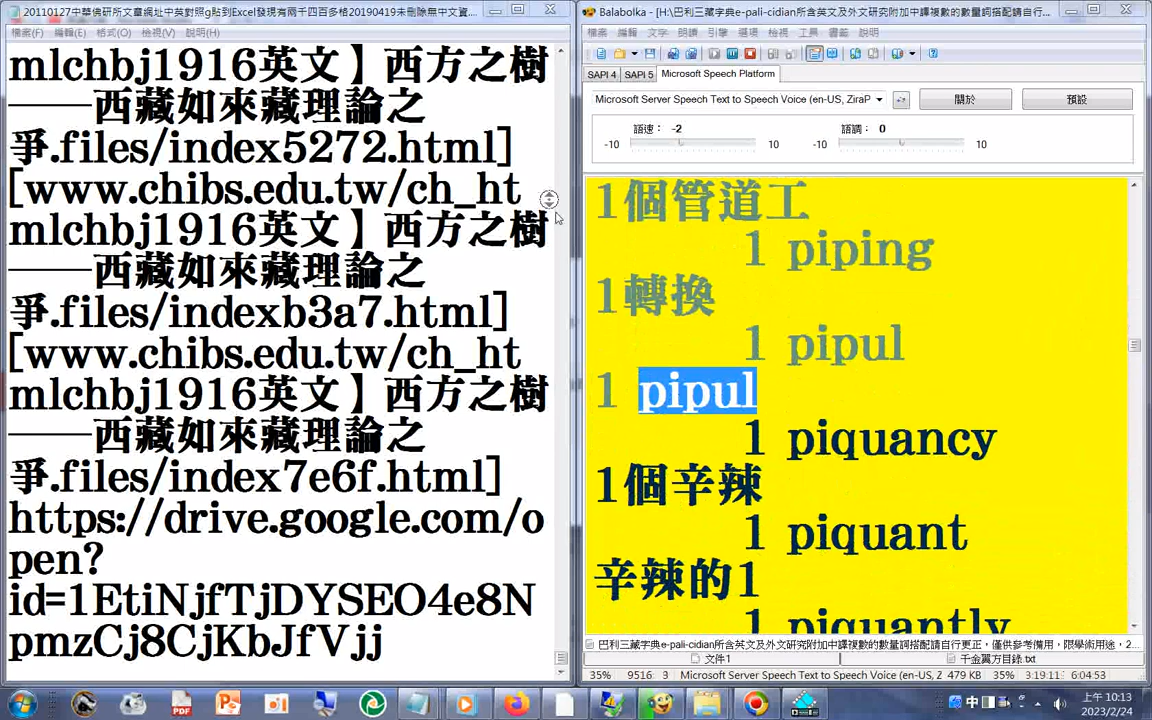 20110127中華佛研所文章網址中英對照g貼到Excel發現有兩千四百多格20190419未刪除無中文資...
檔案(F) 編輯(E) 格式(O) 檢視(V) 說明(H)
mlchbj1916英文】西方之樹
——西藏如來藏理論之
爭.files/index5272.html]
[www.chibs.edu.tw/ch_ht
mlchbj1916英文】西方之樹
——西藏如來藏理論之
爭.files/indexb3a7.html]
[www.chibs.edu.tw/ch_ht
mlchbj1916英文】西方之樹
——西藏如來藏理論之
爭.files/index7e6f.html]
https://drive.google.com/o
pen?
id=1EtiNjfTjDYSEO4e8N
pmzCj8CjKbJfVjj
Balabolka - [H:\巴利三藏字典e-pali-cidian所含英文及外文研究附加中譯複數的數量詞搭配請自行...
檔案 編輯 文字 朗讀 引擎 選項 檢視 工具 書籤 說明
SAPI 4 SAPI 5 Microsoft Speech Platform
Microsoft Server Speech Text to Speech Voice (en-US, ZiraP
關於 預設
語速： -2 語調： 0
-10 10 -10 10
1個管道工
1 piping
1轉換
1 pipul
1 pipul
1 piquancy
1個辛辣
1 piquant
辛辣的1
1 piquantly
巴利三藏字典e-pali-cidian所含英文及外文研究附加中譯複數的數量詞搭配請自行更正，僅供參考備用，限學術用途，2...
文件1 千金翼方目錄.txt
35% 9516: 3 Microsoft Server Speech Text to Speech Voice (en-US, Z 479 KB 35% 3:19:11 6:04:53
中
上午 10:13
2023/2/24